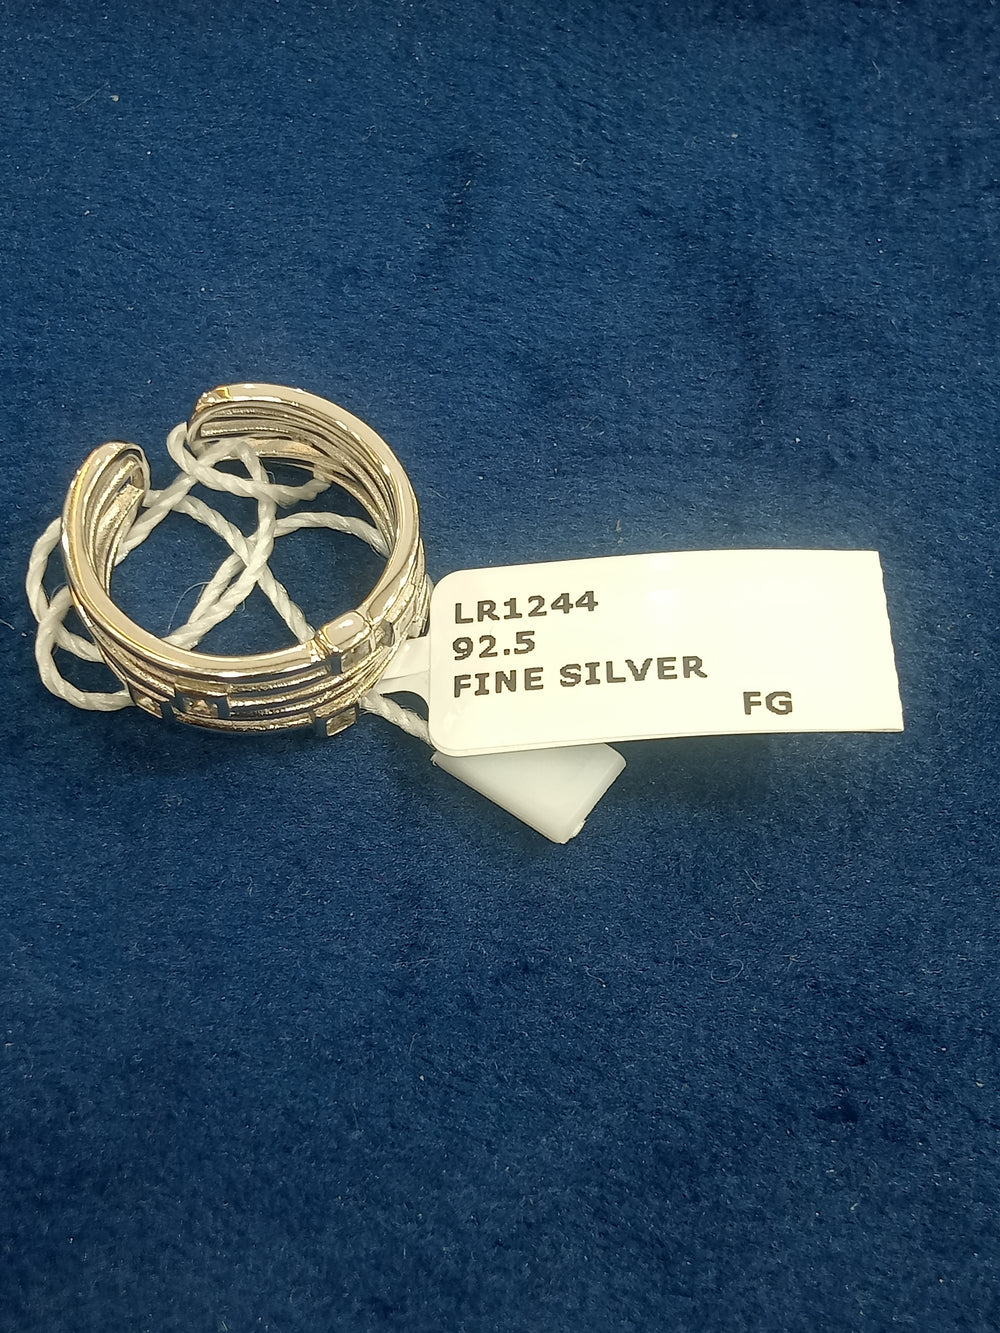 LR1244
92.5
FINE SILVER
FG